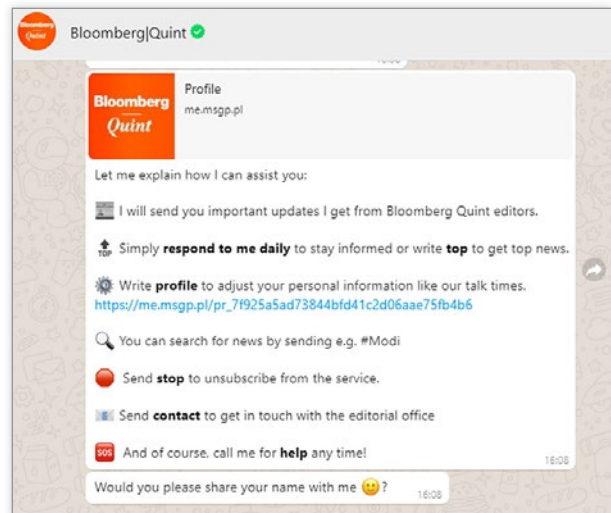 Bloomberg
Quint
Bloomberg|Quint
Bloomberg
Quint
Profile
me.msgp.pl
Let me explain how I can assist you:
I will send you important updates I get from Bloomberg Quint editors.
TOP Simply respond to me daily to stay informed or write top to get top news.
Write profile to adjust your personal information like our talk times.
https://me.msgp.pl/pr_7f925a5ad73844bfd41c2d06aae75fb4b6
You can search for news by sending e.g. #Modi
Send stop to unsubscribe from the service.
Send contact to get in touch with the editorial office
SOS And of course, call me for help any time!
16:08
Would you please share your name with me ?
16:08